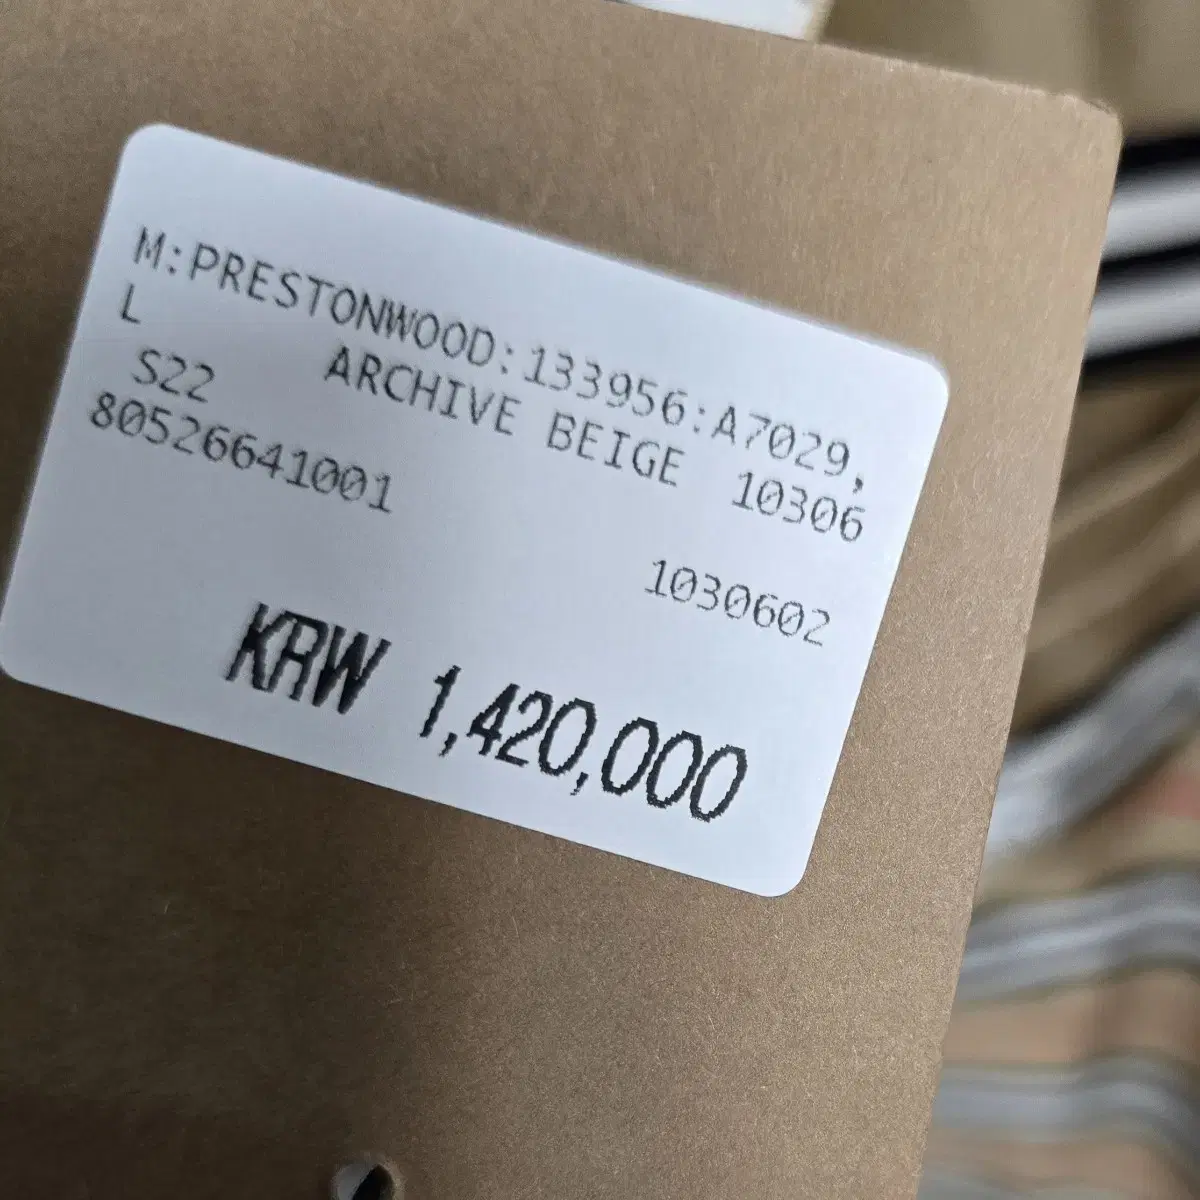 M:PRESTONWOOD:133956:A7029,
L ARCHIVE BEIGE 10306
S22
80526641001
1030602
KRW 1,420,000